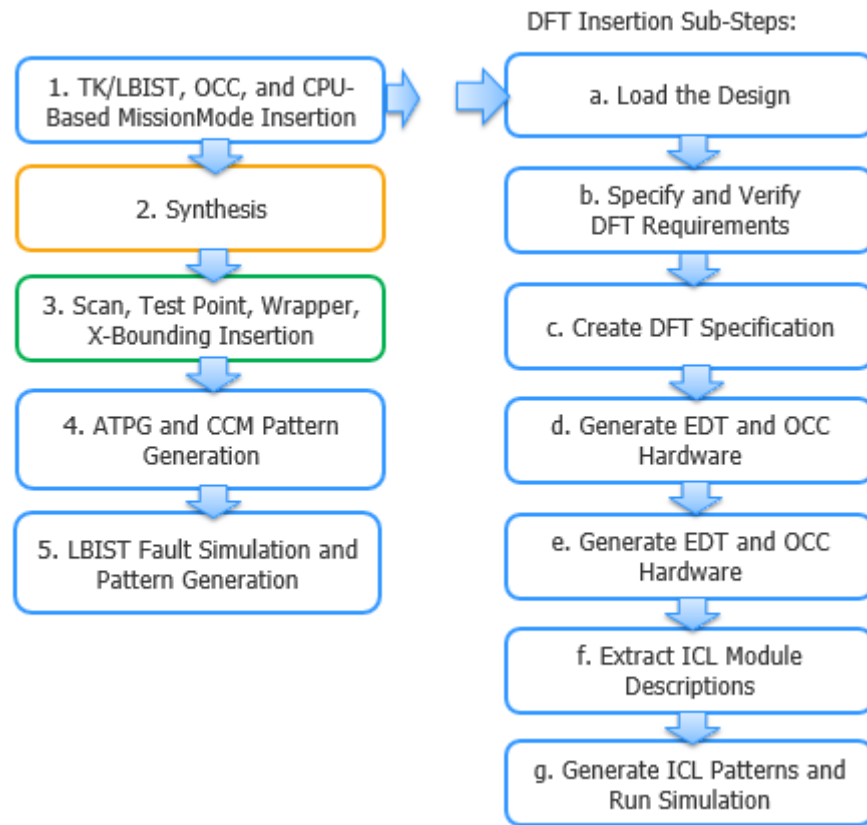 DFT Insertion Sub-Steps:
1. TK/LBIST, OCC, and CPU-
Based MissionMode Insertion
2. Synthesis
3. Scan, Test Point, Wrapper,
X-Bounding Insertion
4. ATPG and CCM Pattern
Generation
5. LBIST Fault Simulation and
Pattern Generation
a. Load the Design
b. Specify and Verify
DFT Requirements
c. Create DFT Specification
d. Generate EDT and OCC
Hardware
e. Generate EDT and OCC
Hardware
f. Extract ICL Module
Descriptions
g. Generate ICL Patterns and
Run Simulation